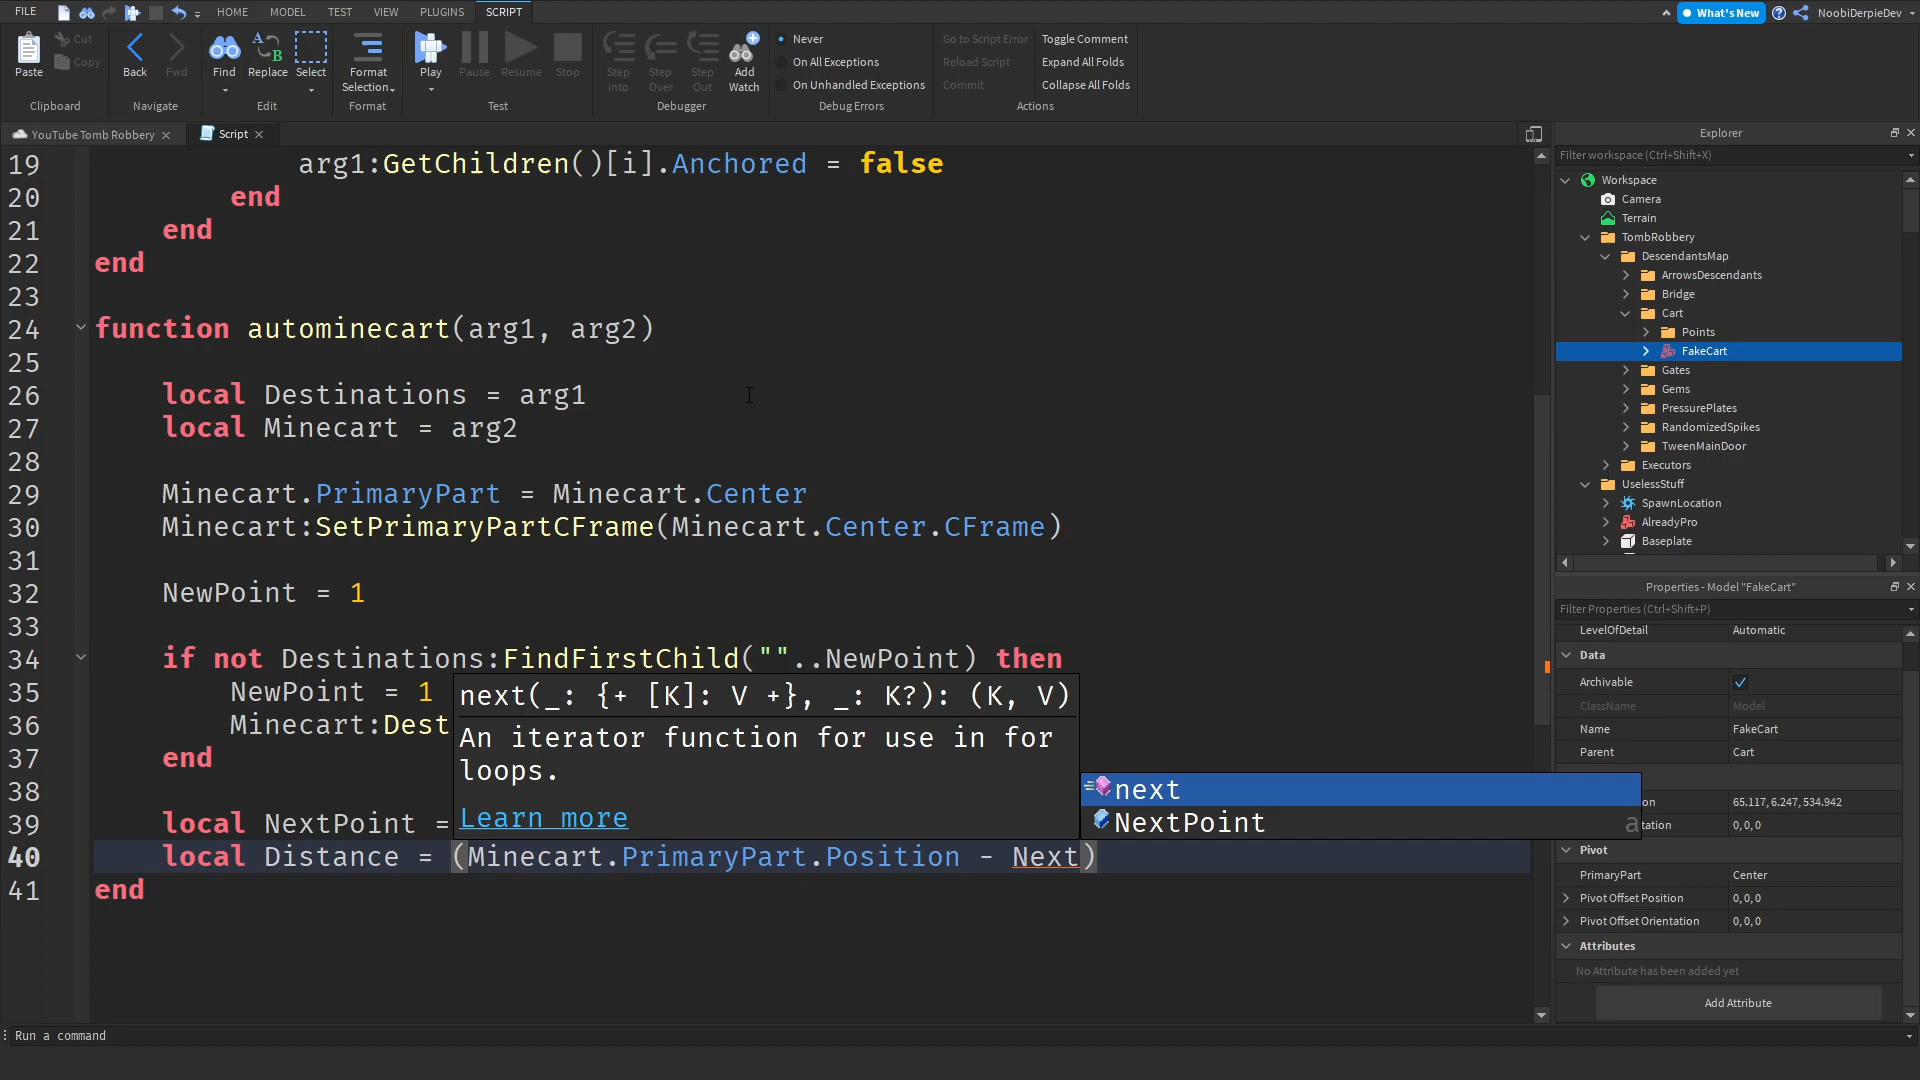 FILE HOME MODEL TEST VIEW PLUGINS SCRIPT What's New NoobiDerpieDev
Paste Cut Copy Clipboard
Back Fwd Navigate
Find Replace Select Edit
Format Selection Format
Play Pause Resume Stop Test
Step Into Step Over Step Out Add Watch Debugger
Never
On All Exceptions
On Unhandled Exceptions
Debug Errors
Go to Script Error Toggle Comment
Reload Script Expand All Folds
Commit Collapse All Folds
Actions
YouTube Tomb Robbery Script
19 arg1:GetChildren()[i].Anchored = false
20 end
21 end
22 end
23
24 function autominecart(arg1, arg2)
25
26 local Destinations = arg1
27 local Minecart = arg2
28
29 Minecart.PrimaryPart = Minecart.Center
30 Minecart:SetPrimaryPartCFrame(Minecart.Center.CFrame)
31
32 NewPoint = 1
33
34 if not Destinations:FindFirstChild(""..NewPoint) then
35 NewPoint = 1
36 Minecart:Dest
37 end
38
39 local NextPoint =
40 local Distance = (Minecart.PrimaryPart.Position - Next)
41 end
next(_: {+ [K]: V +}, _: K?): (K, V)
An iterator function for use in for
loops.
Learn more
next
NextPoint a
Explorer
Filter workspace (Ctrl+Shift+X)
Workspace
Camera
Terrain
TombRobbery
DescendantsMap
ArrowsDescendants
Bridge
Cart
Points
FakeCart
Gates
Gems
PressurePlates
RandomizedSpikes
TweenMainDoor
Executors
UselessStuff
SpawnLocation
AlreadyPro
Baseplate
Properties - Model "FakeCart"
Filter Properties (Ctrl+Shift+P)
LevelOfDetail Automatic
Data
Archivable
ClassName Model
Name FakeCart
Parent Cart
on 65.117, 6.247, 534.942
tation 0, 0, 0
Pivot
PrimaryPart Center
Pivot Offset Position 0, 0, 0
Pivot Offset Orientation 0, 0, 0
Attributes
No Attribute has been added yet
Add Attribute
Run a command